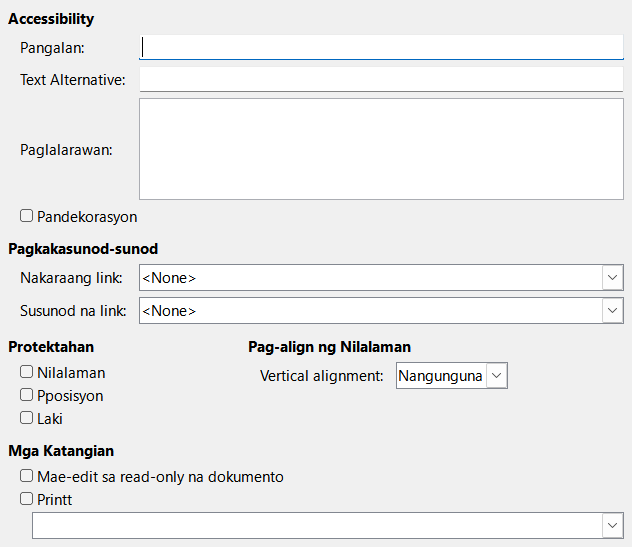 Accessibility
Pangalan:
Text Alternative:
Paglalarawan:
Pandekorasyon
Pagkakasunod-sunod
Nakaraang link: <None>
Susunod na link: <None>
Protektahan Pag-align ng Nilalaman
Nilalaman Vertical alignment: Nangunguna
Pposisyon
Laki
Mga Katangian
Mae-edit sa read-only na dokumento
Printt